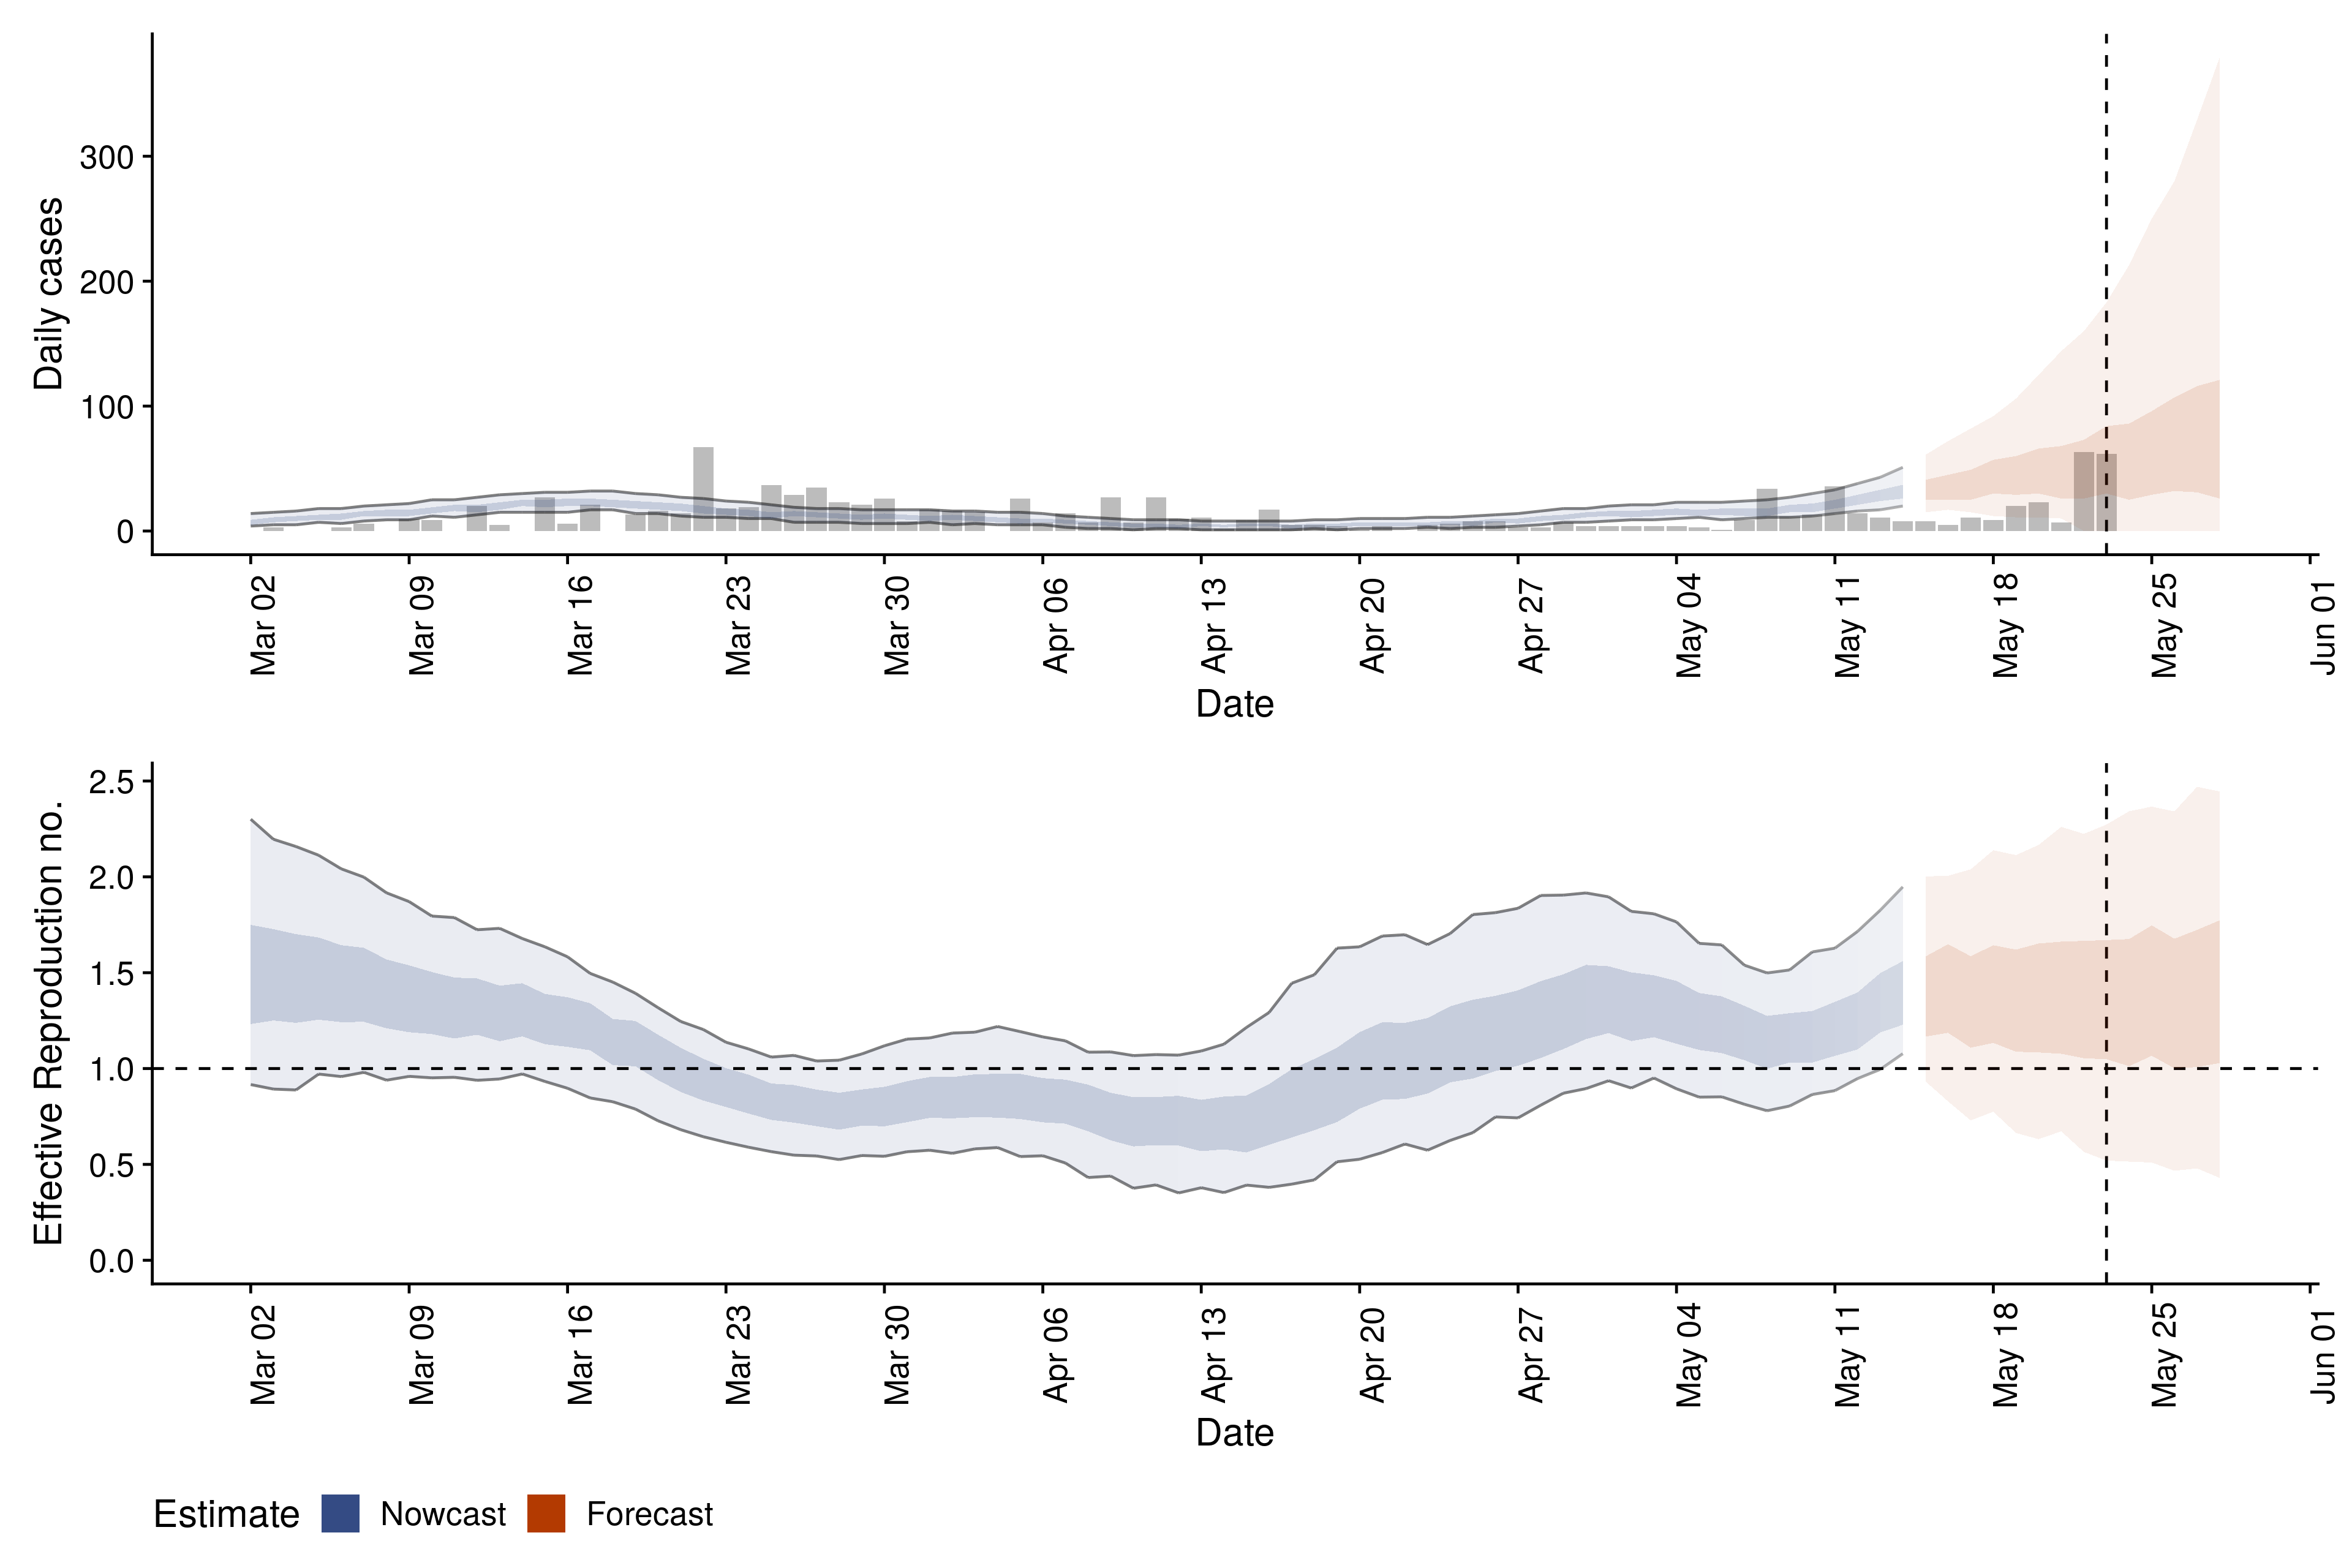 Daily cases
300
200
100
0
Mar 02
Mar 09
Mar 16
Mar 23
Mar 30
Apr 06
Apr 13
Apr 20
Apr 27
May 04
May 11
May 18
May 25
Jun 01
Date
Effective Reproduction no.
2.5
2.0
1.5
1.0
0.5
0.0
Mar 02
Mar 09
Mar 16
Mar 23
Mar 30
Apr 06
Apr 13
Apr 20
Apr 27
May 04
May 11
May 18
May 25
Jun 01
Date
Estimate Nowcast Forecast